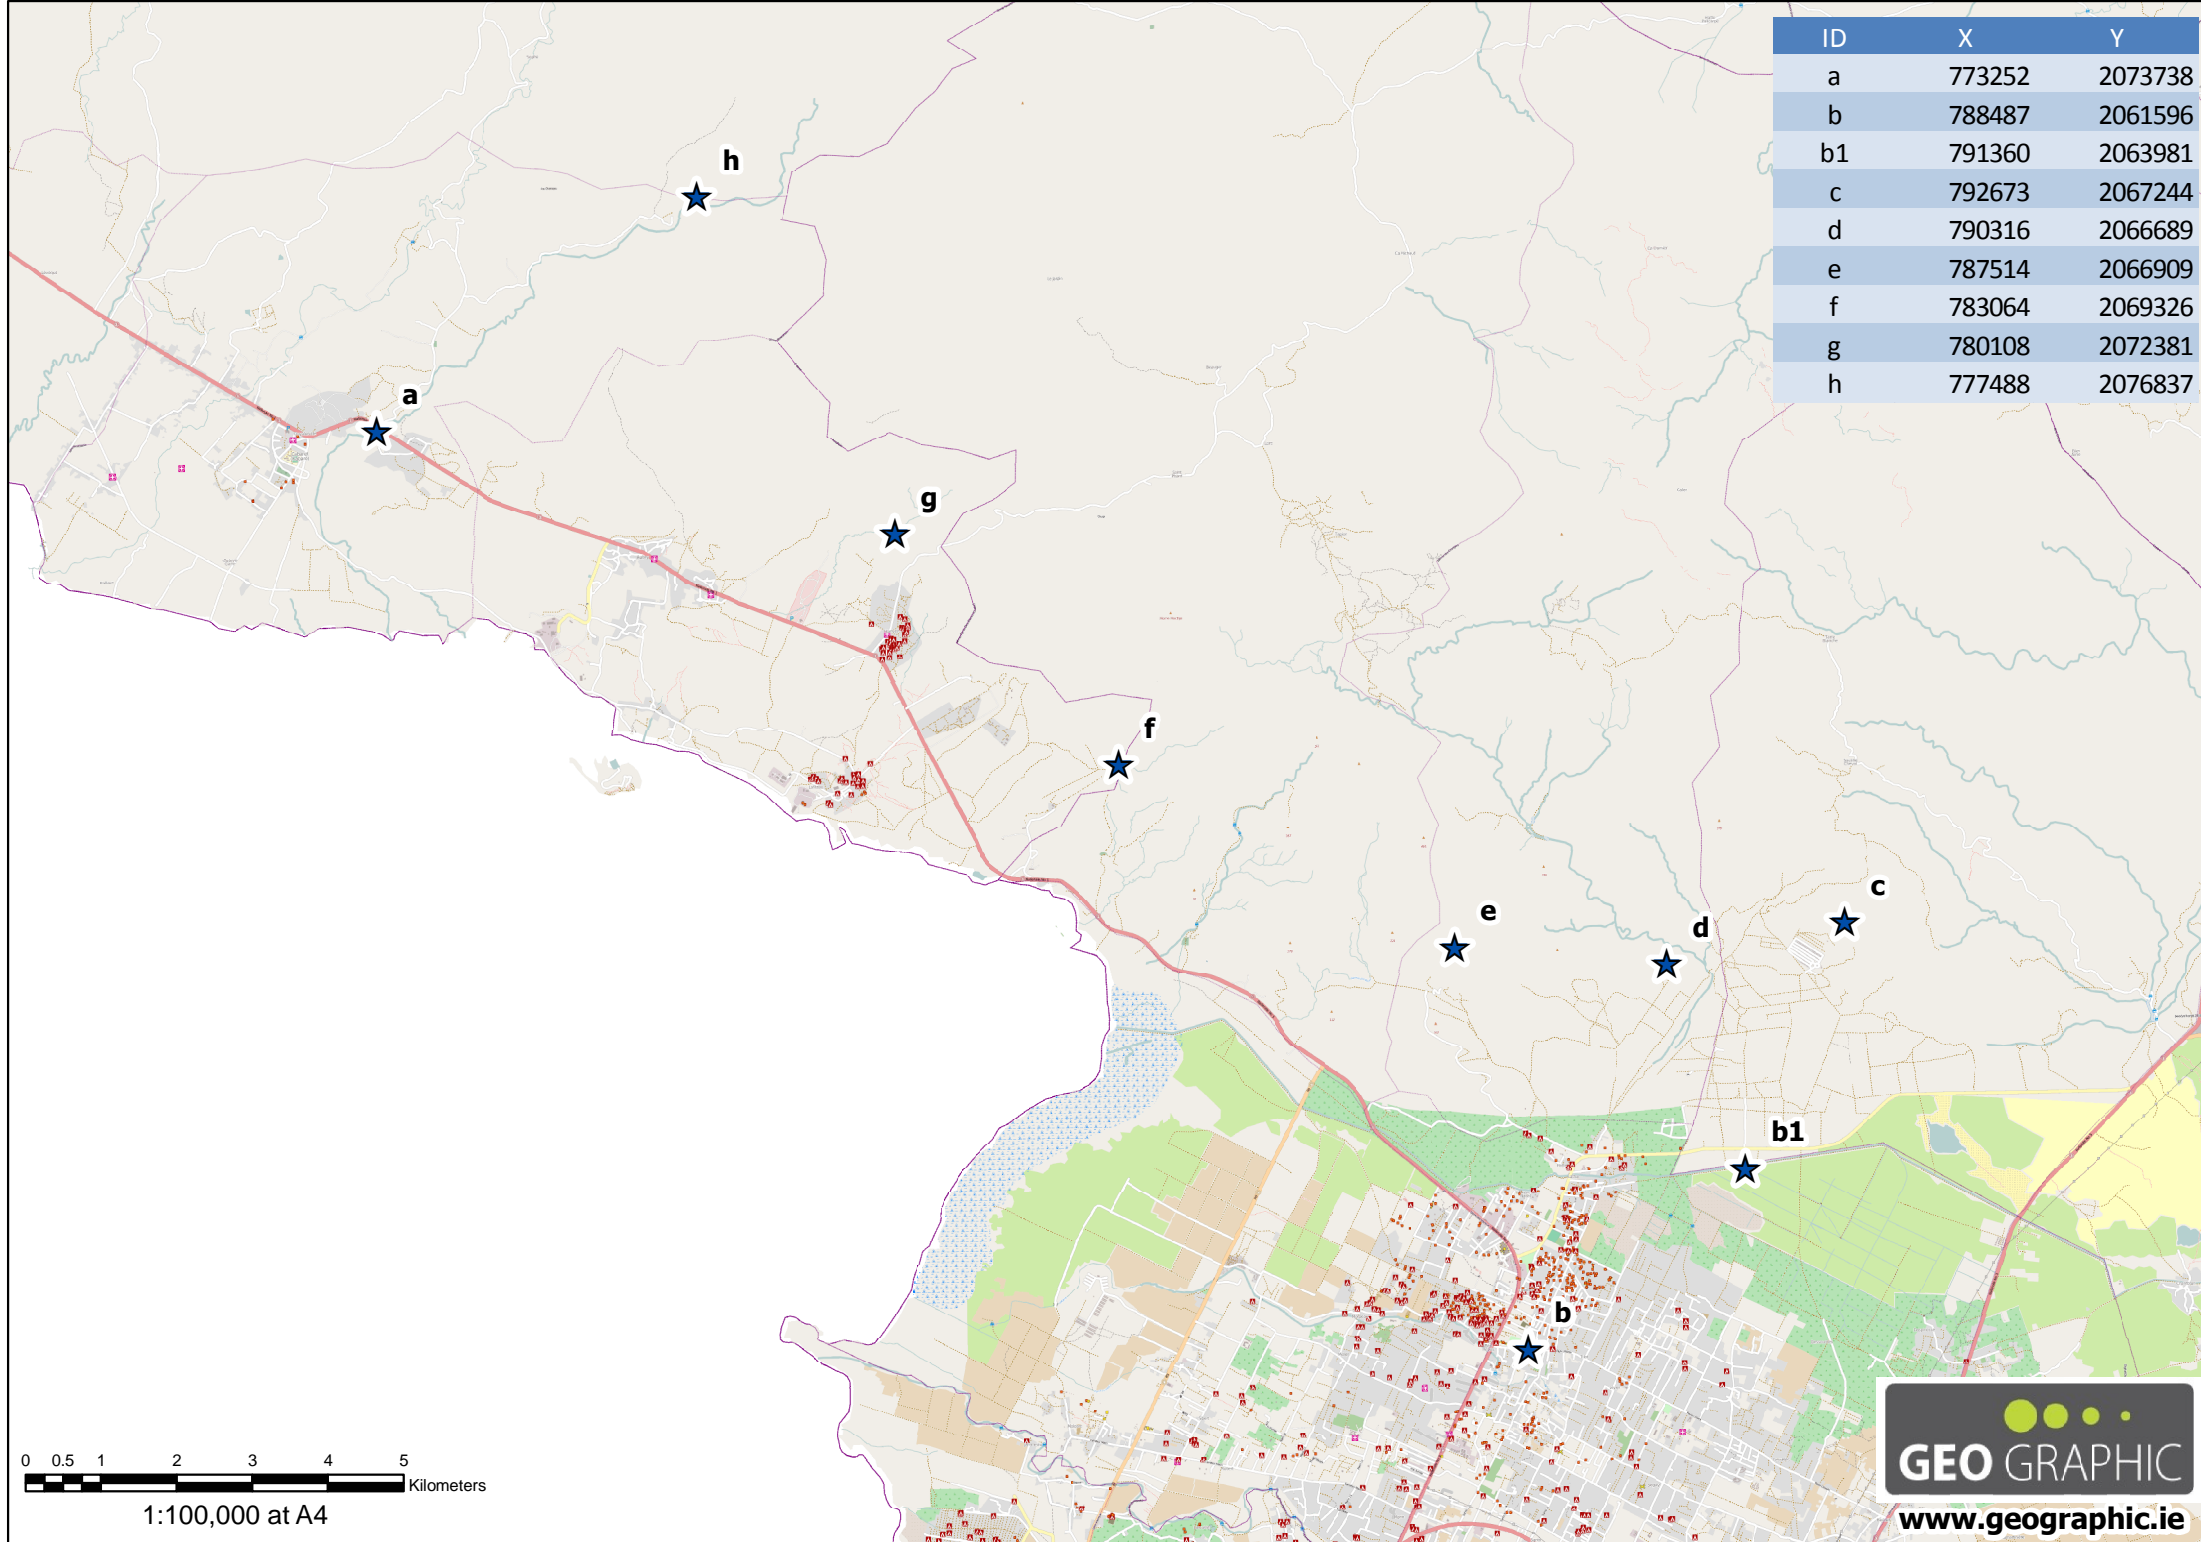 ID X Y
a 773252 2073738
b 788487 2061596
b1 791360 2063981
c 792673 2067244
d 790316 2066689
e 787514 2066909
f 783064 2069326
g 780108 2072381
h 777488 2076837
h
a
g
f
c
e
d
b1
b
0 0.5 1 2 3 4 5
Kilometers
1:100,000 at A4
GEO GRAPHIC
www.geographic.ie